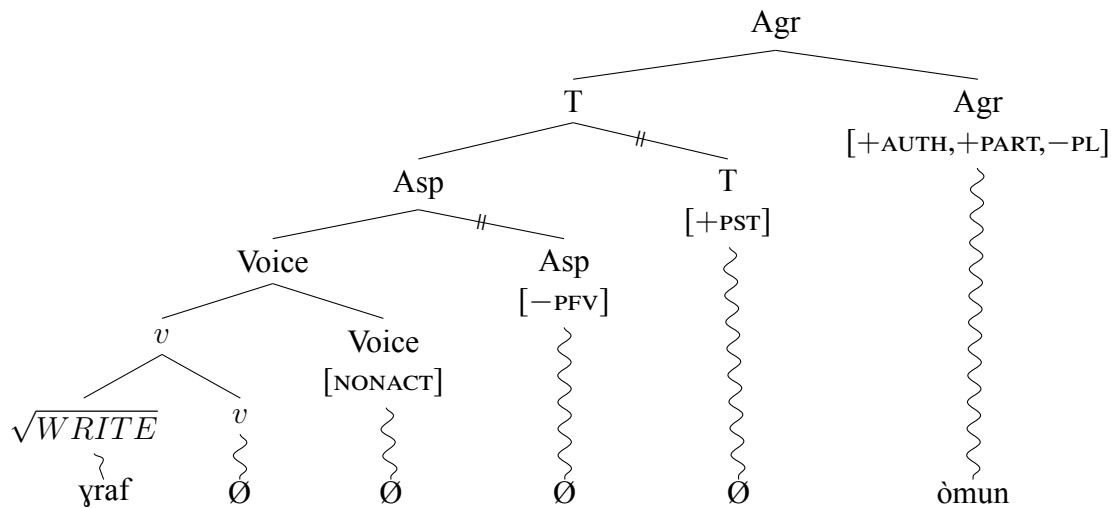 Agr
T Agr
[+AUTH,+PART,−PL]
Asp T
[+PST]
Voice Asp
[−PFV]
v Voice
[NONACT]
√WRITE v
ɣraf Ø Ø Ø Ø òmun